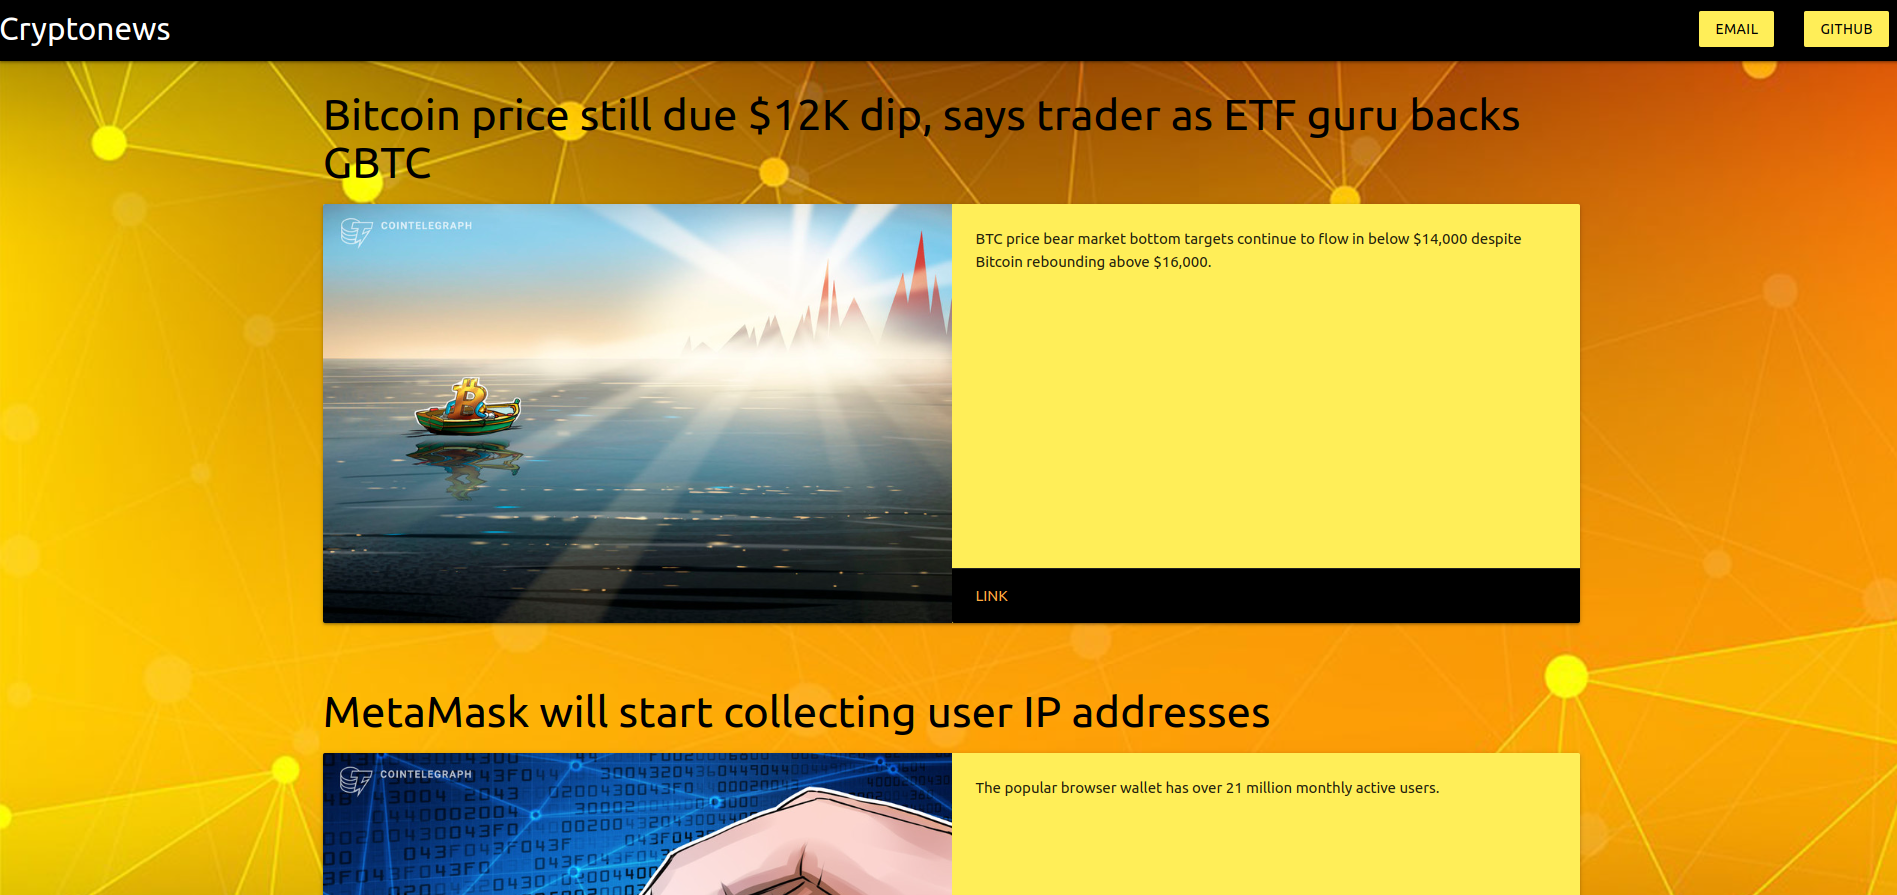 Cryptonews
EMAIL
GITHUB
Bitcoin price still due $12K dip, says trader as ETF guru backs
GBTC
COINTELEGRAPH
BTC price bear market bottom targets continue to flow in below $14,000 despite
Bitcoin rebounding above $16,000.
LINK
MetaMask will start collecting user IP addresses
COINTELEGRAPH
The popular browser wallet has over 21 million monthly active users.